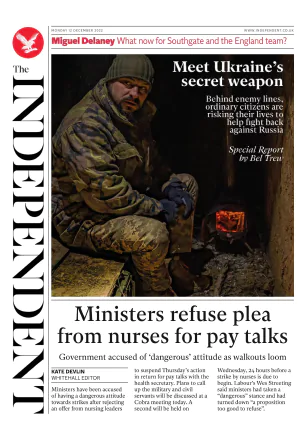 MONDAY 12 DECEMBER 2022
WWW.INDEPENDENT.CO.UK
Miguel Delaney What now for Southgate and the England team?
The
INDEPENDENT
Meet Ukraine's
secret weapon
Behind enemy lines,
ordinary citizens are
risking their lives to
help fight back
against Russia
Special Report
by Bel Trew
Ministers refuse plea
from nurses for pay talks
Government accused of ‘dangerous’ attitude as walkouts loom
KATE DEVLIN
WHITEHALL EDITOR
Ministers have been accused
of having a dangerous attitude
towards strikes after rejecting
an offer from nursing leaders
to suspend Thursday's action
in return for pay talks with the
health secretary. Plans to call
up the military and civil
servants will be discussed at a
Cobra meeting today. A
second will be held on
Wednesday, 24 hours before a
strike by nurses is due to
begin. Labour's Wes Streeting
said ministers had taken a
“dangerous” stance and had
turned down “a proposition
too good to refuse”.